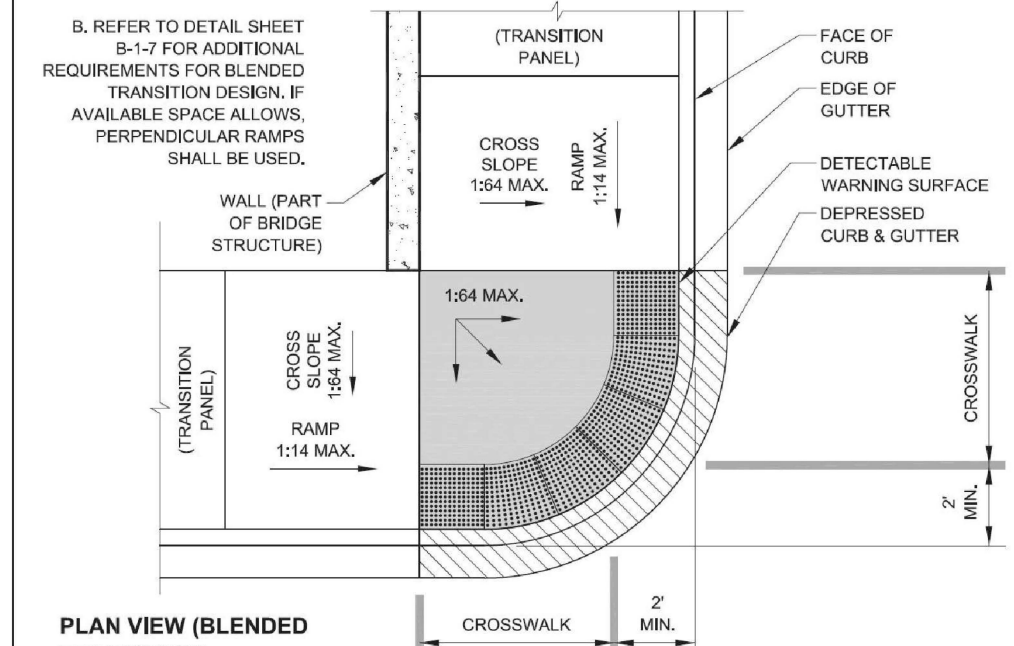 B. REFER TO DETAIL SHEET
B-1-7 FOR ADDITIONAL
REQUIREMENTS FOR BLENDED
TRANSITION DESIGN. IF
AVAILABLE SPACE ALLOWS,
PERPENDICULAR RAMPS
SHALL BE USED.
WALL (PART
OF BRIDGE
STRUCTURE)
(TRANSITION
PANEL)
FACE OF
CURB
EDGE OF
GUTTER
DETECTABLE
WARNING SURFACE
DEPRESSED
CURB & GUTTER
CROSS
SLOPE
1:64 MAX.
RAMP
1:14 MAX.
1:64 MAX.
(TRANSITION
PANEL)
CROSS
SLOPE
1:64 MAX.
RAMP
1:14 MAX.
CROSSWALK
2'
MIN.
CROSSWALK
2'
MIN.
PLAN VIEW (BLENDED